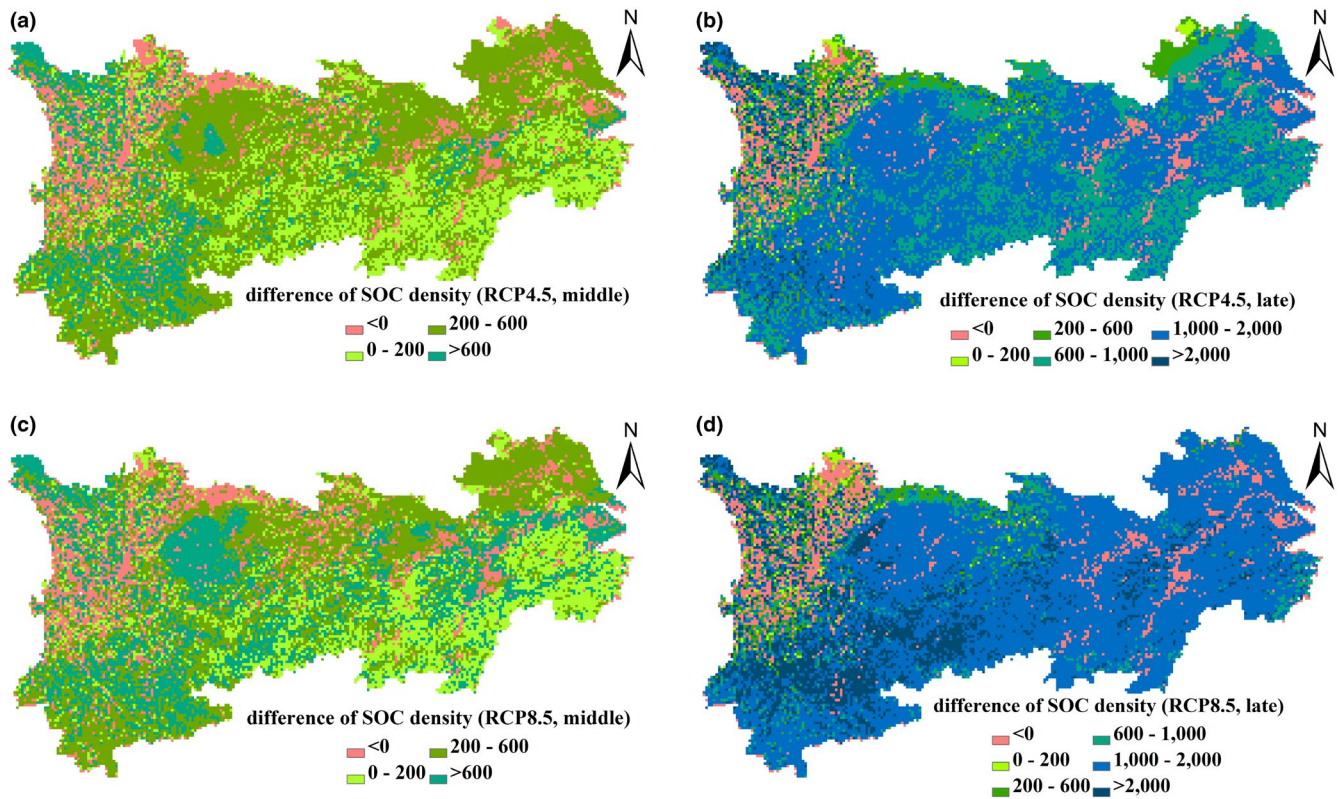 (a)
N
difference of SOC density (RCP4.5, middle)
<0 200 - 600
0 - 200 >600
(b)
N
difference of SOC density (RCP4.5, late)
<0 200 - 600 1,000 - 2,000
0 - 200 600 - 1,000 >2,000
(c)
N
difference of SOC density (RCP8.5, middle)
<0 200 - 600
0 - 200 >600
(d)
N
difference of SOC density (RCP8.5, late)
<0 600 - 1,000
0 - 200 1,000 - 2,000
200 - 600 >2,000